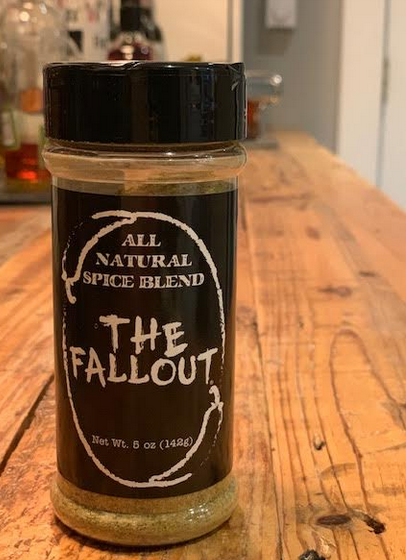 ALL
NATURAL
SPICE BLEND
THE
FALLOUT
Net Wt. 5 oz (142g)